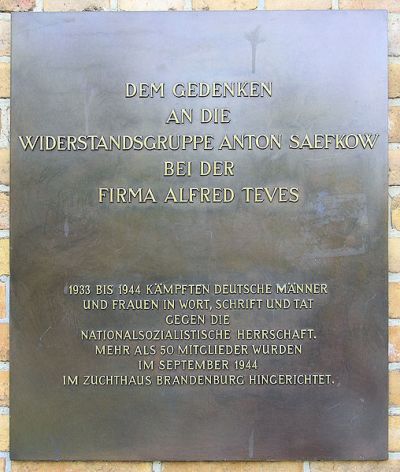 DEM GEDENKEN
AN DIE
WIDERSTANDSGRUPPE ANTON SAEFKOW
BEI DER
FIRMA ALFRED TEVES
1933 BIS 1944 KÄMPFTEN DEUTSCHE MÄNNER
UND FRAUEN IN WORT, SCHRIFT UND TAT
GEGEN DIE
NATIONALSOZIALISTISCHE HERRSCHAFT.
MEHR ALS 50 MITGLIEDER WURDEN
IM SEPTEMBER 1944
IM ZUCHTHAUS BRANDENBURG HINGERICHTET.